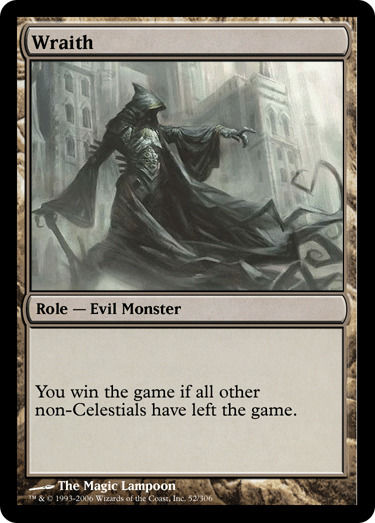 Wraith
Role — Evil Monster
You win the game if all other
non-Celestials have left the game.
The Magic Lampoon
™ & © 1993-2006 Wizards of the Coast, Inc. 52/306